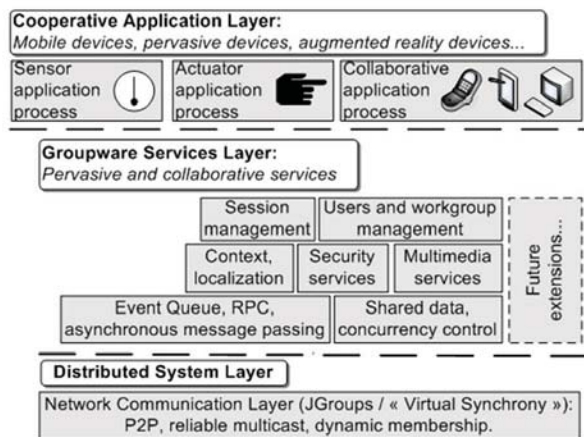 Cooperative Application Layer:
Mobile devices, pervasive devices, augmented reality devices...
Sensor
application
process
Actuator
application
process
Collaborative
application
process
Groupware Services Layer:
Pervasive and collaborative services
Session
management
Users and workgroup
management
Context,
localization
Security
services
Multimedia
services
Event Queue, RPC,
asynchronous message passing
Shared data,
concurrency control
Future
extensions...
Distributed System Layer
Network Communication Layer (JGroups / « Virtual Synchrony »):
P2P, reliable multicast, dynamic membership.